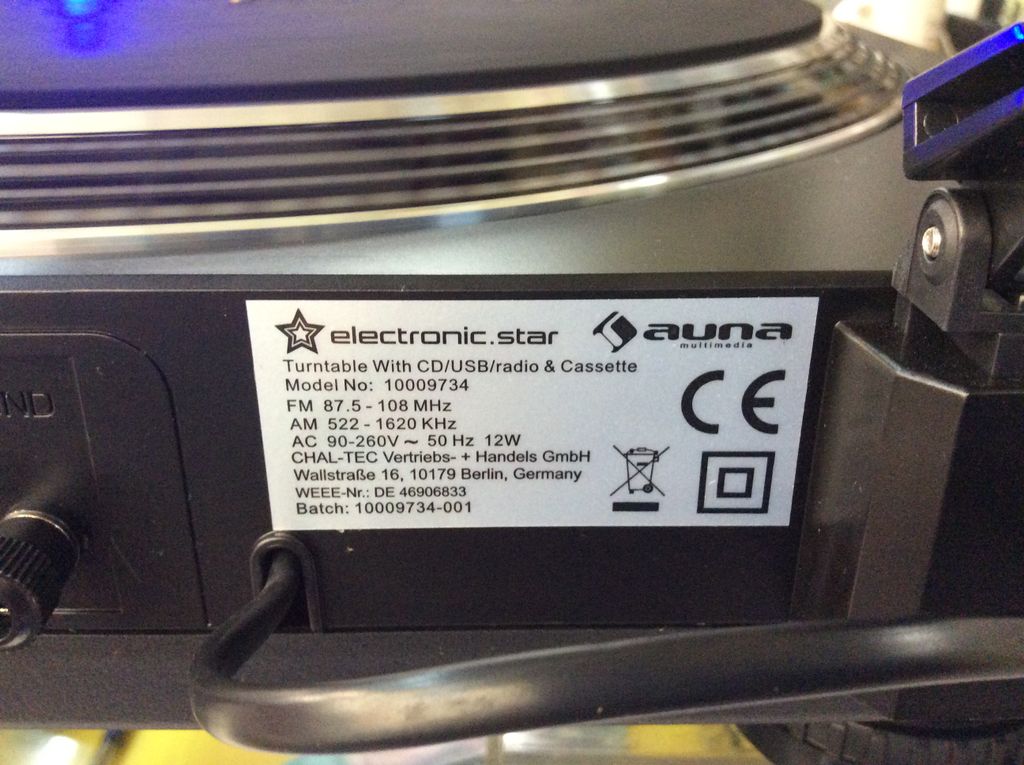 electronic.star auna
multimedia
Turntable With CD/USB/radio & Cassette
Model No: 10009734
FM 87.5 - 108 MHz
AM 522 - 1620 KHz
AC 90-260V ~ 50 Hz 12W
CHAL-TEC Vertriebs- + Handels GmbH
Wallstraße 16, 10179 Berlin, Germany
WEEE-Nr.: DE 46906833
Batch: 10009734-001
CE
ND